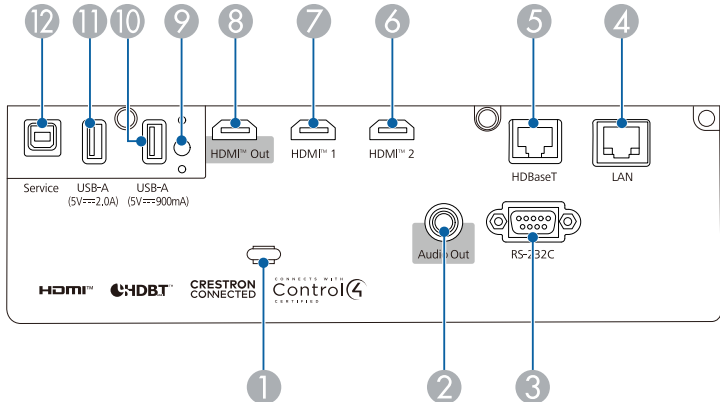 12 11 10 9 8 7 6 5 4
HDMI™ Out HDMI™ 1 HDMI™ 2
HDBaseT LAN
Service USB-A USB-A
(5V⎓2.0A) (5V⎓900mA)
Audio Out RS-232C
HDMI™ HDBT™ CRESTRON CONNECTS WITH
CONNECTED Control4
CERTIFIED
1 2 3